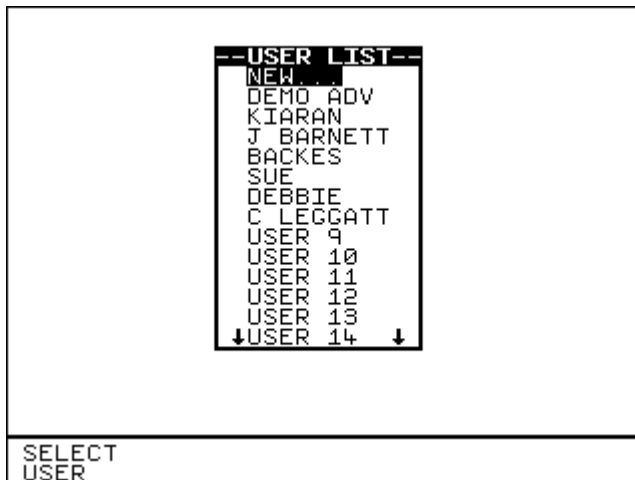 --USER LIST--
NEW...
DEMO ADV
KIARAN
J BARNETT
BACKES
SUE
DEBBIE
C LEGGATT
USER 9
USER 10
USER 11
USER 12
USER 13
↓USER 14 ↓
SELECT
USER